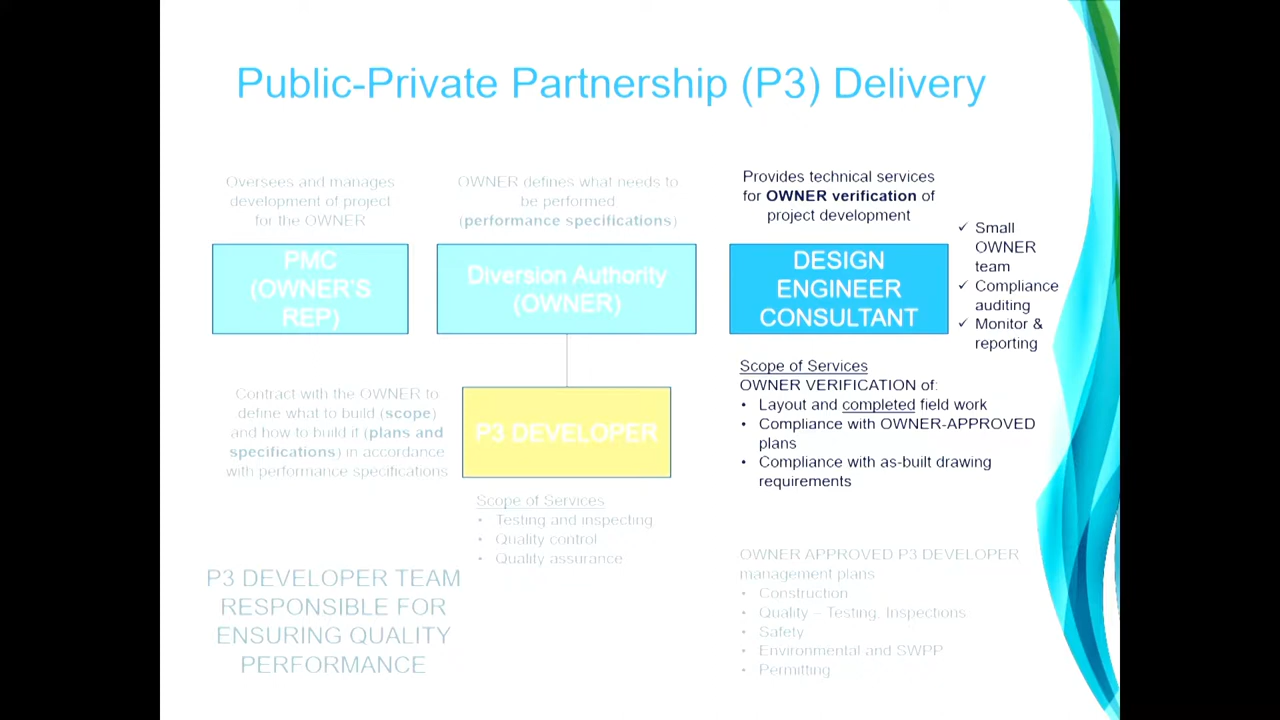 Public-Private Partnership (P3) Delivery
Oversees and manages
development of project
for the OWNER
PMC
(OWNER'S
REP)
OWNER defines what needs to
be performed
(performance specifications)
Diversion Authority
(OWNER)
Provides technical services
for OWNER verification of
project development
DESIGN
ENGINEER
CONSULTANT
✓ Small
OWNER
team
✓ Compliance
auditing
✓ Monitor &
reporting
Contract with the OWNER to
define what to build (scope)
and how to build it (plans and
specifications) in accordance
with performance specifications
P3 DEVELOPER
Scope of Services
• Testing and inspecting
• Quality control
• Quality assurance
Scope of Services
OWNER VERIFICATION of:
• Layout and completed field work
• Compliance with OWNER-APPROVED
plans
• Compliance with as-built drawing
requirements
P3 DEVELOPER TEAM
RESPONSIBLE FOR
ENSURING QUALITY
PERFORMANCE
OWNER APPROVED P3 DEVELOPER
management plans
• Construction
• Quality – Testing, Inspections
• Safety
• Environmental and SWPP
• Permitting